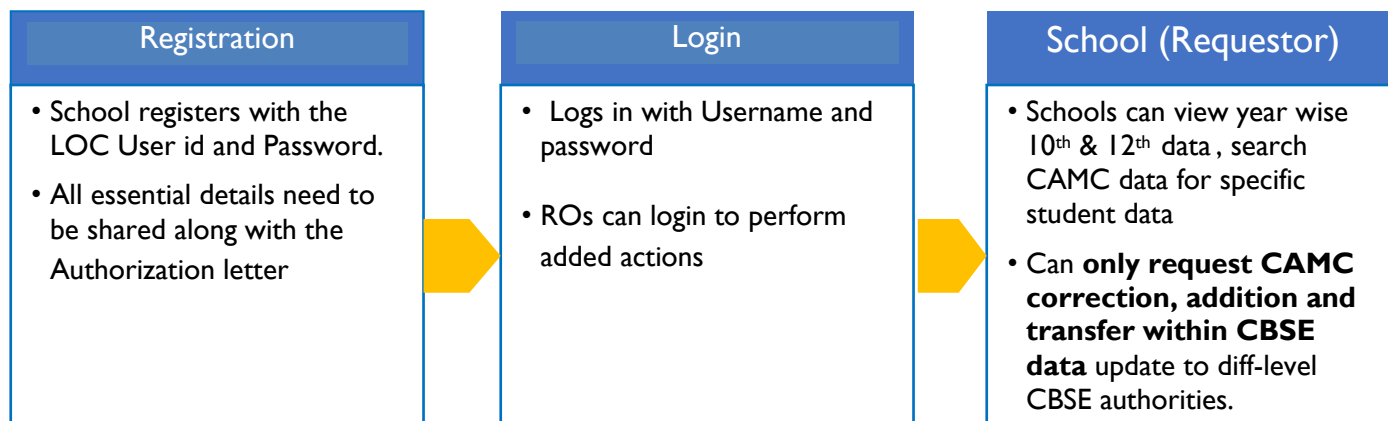 Registration
• School registers with the
LOC User id and Password.
• All essential details need to
be shared along with the
Authorization letter
Login
• Logs in with Username and
password
• ROs can login to perform
added actions
School (Requestor)
• Schools can view year wise
10th & 12th data , search
CAMC data for specific
student data
• Can only request CAMC
correction, addition and
transfer within CBSE
data update to diff-level
CBSE authorities.